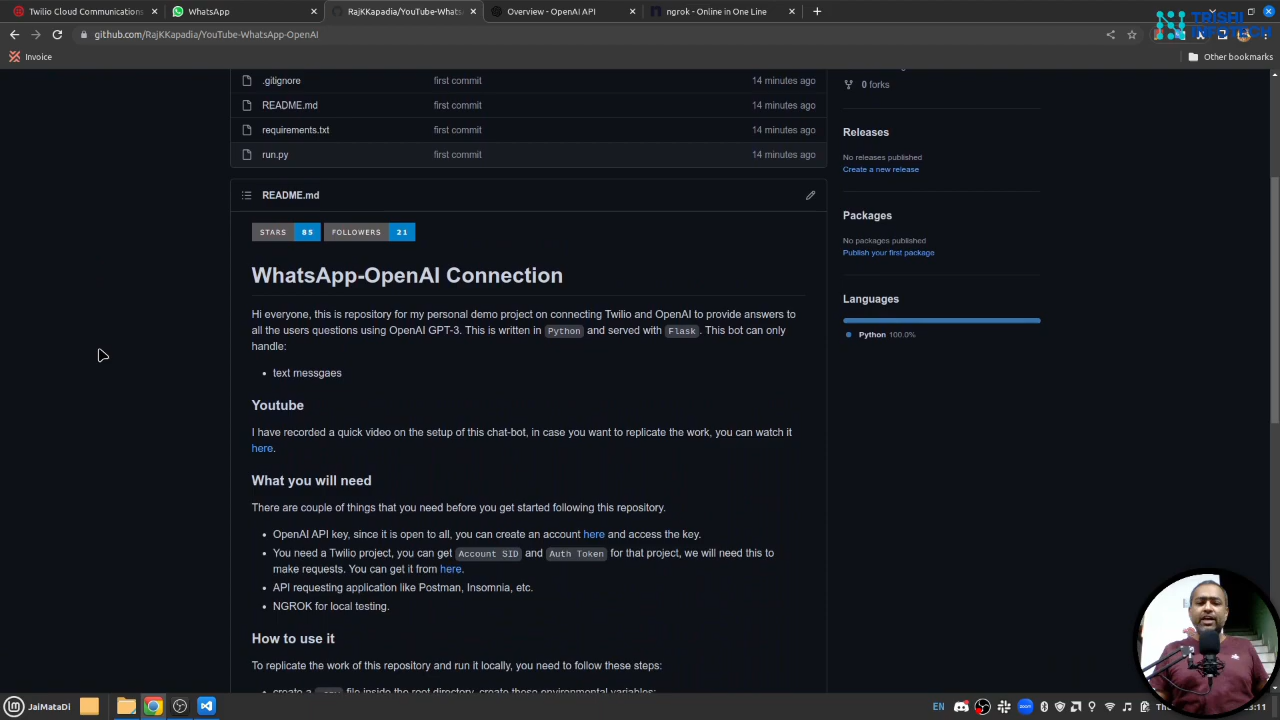 Twilio Cloud Communications
WhatsApp
RajKKapadia/YouTube-Whats
Overview - OpenAI API
ngrok - Online in One Line
github.com/RajKKapadia/YouTube-WhatsApp-OpenAI
TRISHI INFOTECH
Invoice
Other bookmarks
.gitignore first commit 14 minutes ago
0 forks
README.md first commit 14 minutes ago
requirements.txt first commit 14 minutes ago
Releases
run.py first commit 14 minutes ago
No releases published
Create a new release
README.md
Packages
STARS 85 FOLLOWERS 21
No packages published
Publish your first package
WhatsApp-OpenAI Connection
Languages
Hi everyone, this is repository for my personal demo project on connecting Twilio and OpenAI to provide answers to
all the users questions using OpenAI GPT-3. This is written in Python and served with Flask. This bot can only
handle:
Python 100.0%
• text messgaes
Youtube
I have recorded a quick video on the setup of this chat-bot, in case you want to replicate the work, you can watch it
here.
What you will need
There are couple of things that you need before you get started following this repository.
• OpenAI API key, since it is open to all, you can create an account here and access the key.
• You need a Twilio project, you can get Account SID and Auth Token for that project, we will need this to
make requests. You can get it from here.
• API requesting application like Postman, Insomnia, etc.
• NGROK for local testing.
How to use it
To replicate the work of this repository and run it locally, you need to follow these steps:
• create a file inside the root directory, create these environmental variables:
JaiMataDi
EN